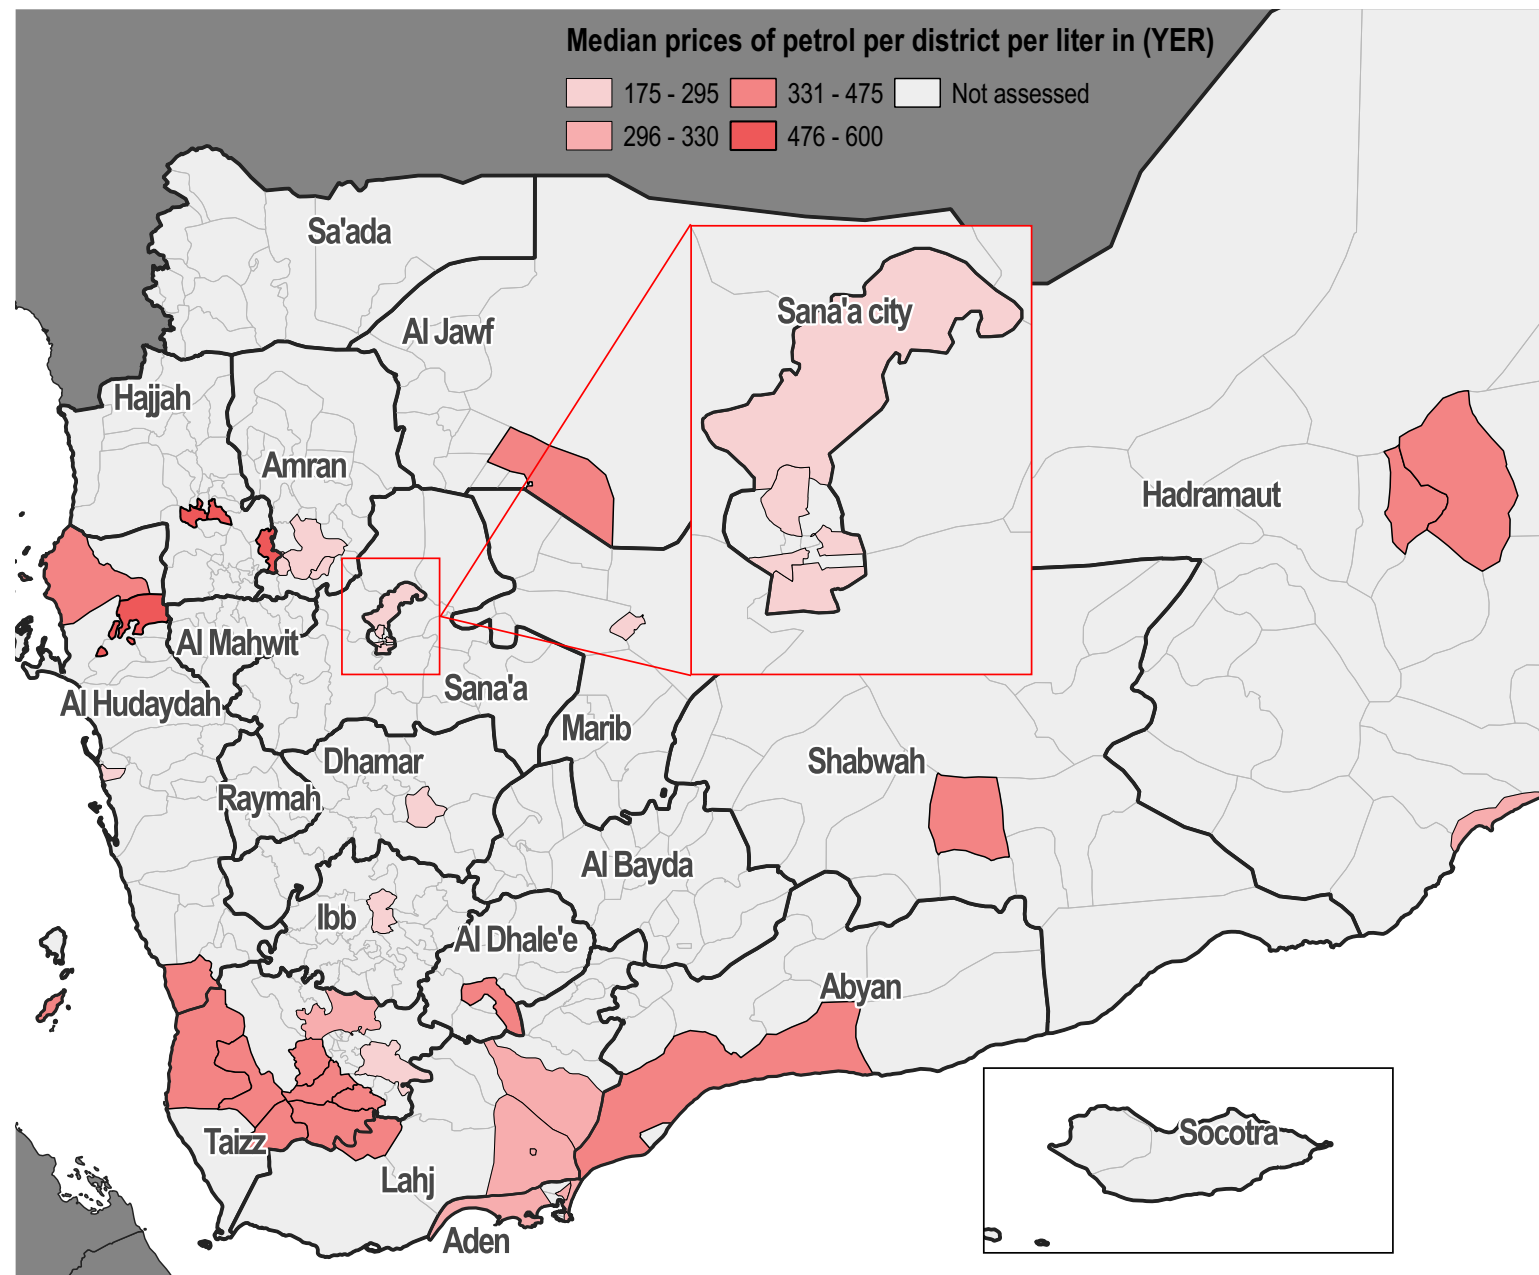 Median prices of petrol per district per liter in (YER)
175 - 295
331 - 475
Not assessed
296 - 330
476 - 600
Sa'ada
Sana'a city
Al Jawf
Hajjah
Amran
Hadramaut
Al Mahwit
Sana'a
Al Hudaydah
Marib
Dhamar
Shabwah
Raymah
Al Bayda
Ibb
Al Dhale'e
Abyan
Taizz
Socotra
Lahj
Aden